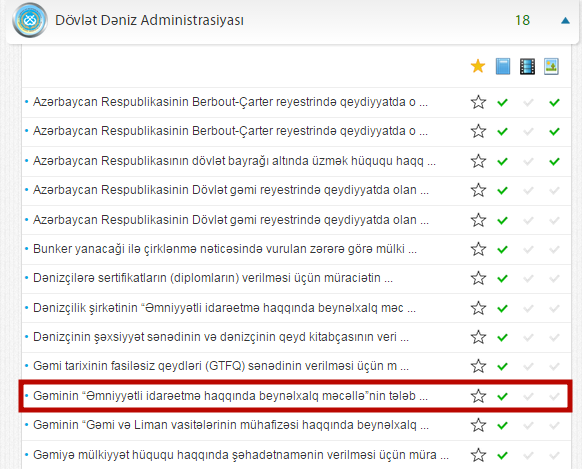 Dövlət Dəniz Administrasiyası 18
Azərbaycan Respublikasinin Berbout-Çarter reyestrində qeydiyyatda o ...
Azərbaycan Respublikasinin Berbout-Çarter reyestrində qeydiyyatda o ...
Azərbaycan Respublikasının dövlət bayrağı altında üzmək hüququ haqq ...
Azərbaycan Respublikasinin Dövlət gəmi reyestrində qeydiyyatda olan ...
Azərbaycan Respublikasinin Dövlət gəmi reyestrində qeydiyyatda olan ...
Bunker yanacaği ilə çirklənmə nəticəsində vurulan zərərə görə mülki ...
Dənizçilərə sertifikatların (diplomların) verilməsi üçün müraciətin ...
Dənizçilik şirkətinin “Əmniyyətli idarəetmə haqqında beynəlxalq məc ...
Dənizçinin şəxsiyyət sənədinin və dənizçinin qeyd kitabçasının veri ...
Gəmi tarixinin fasiləsiz qeydləri (GTFQ) sənədinin verilməsi üçün m ...
Gəminin “Əmniyyətli idarəetmə haqqında beynəlxalq məcəllə”nin tələb ...
Gəminin “Gəmi və Liman vasitələrinin mühafizəsi haqqında beynəlxalq ...
Gəmiyə mülkiyyət hüququ haqqında şəhadətnamənin verilməsi üçün müra ...